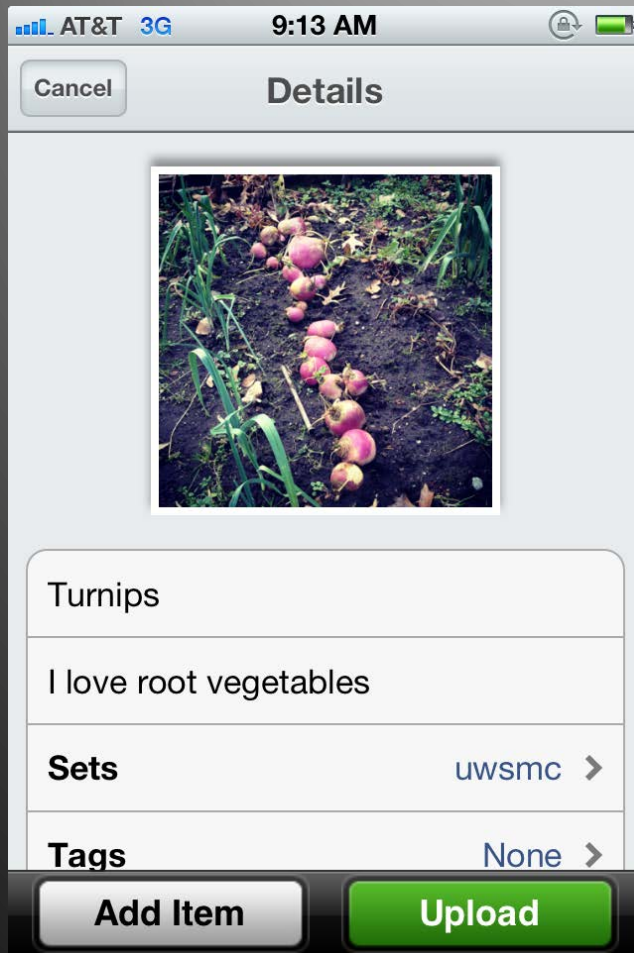 AT&T 3G 9:13 AM
Cancel Details
Turnips
I love root vegetables
Sets uwsmc
Tags None
Add Item Upload